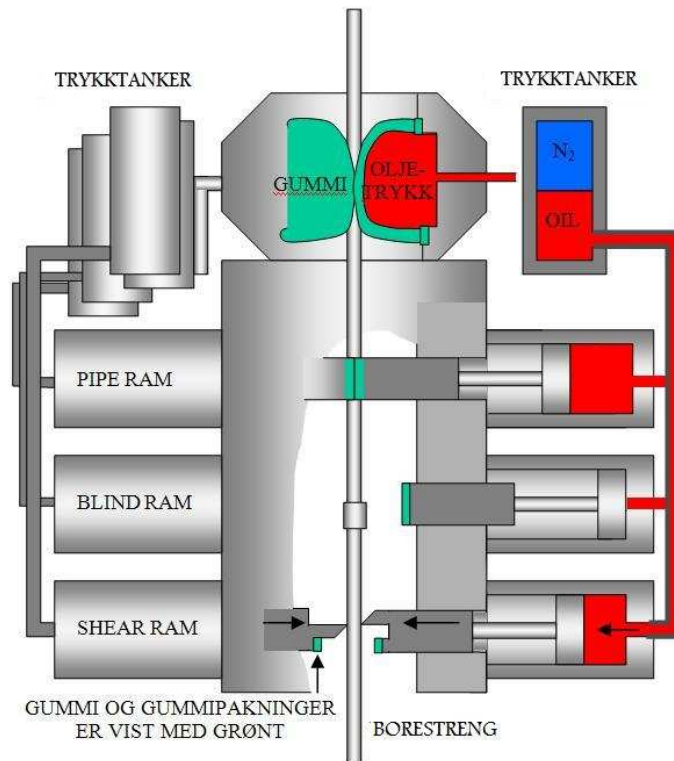 TRYKKTANKER
TRYKKTANKER
GUMMI
OLJE-
TRYKK
N₂
OIL
PIPE RAM
BLIND RAM
SHEAR RAM
GUMMI OG GUMMIPAKNINGER
ER VIST MED GRØNT
BORESTRENG